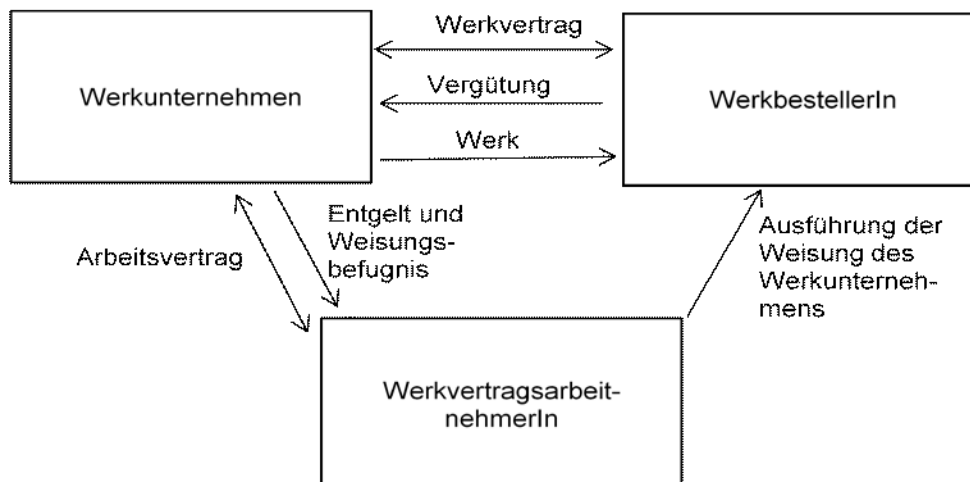 Werkvertrag
Werkunternehmen
Vergütung
WerkbestellerIn
Werk
Arbeitsvertrag
Entgelt und
Weisungs-
befugnis
Ausführung der
Weisung des
Werkunterneh-
mens
Werkvertragsarbeit-
nehmerIn